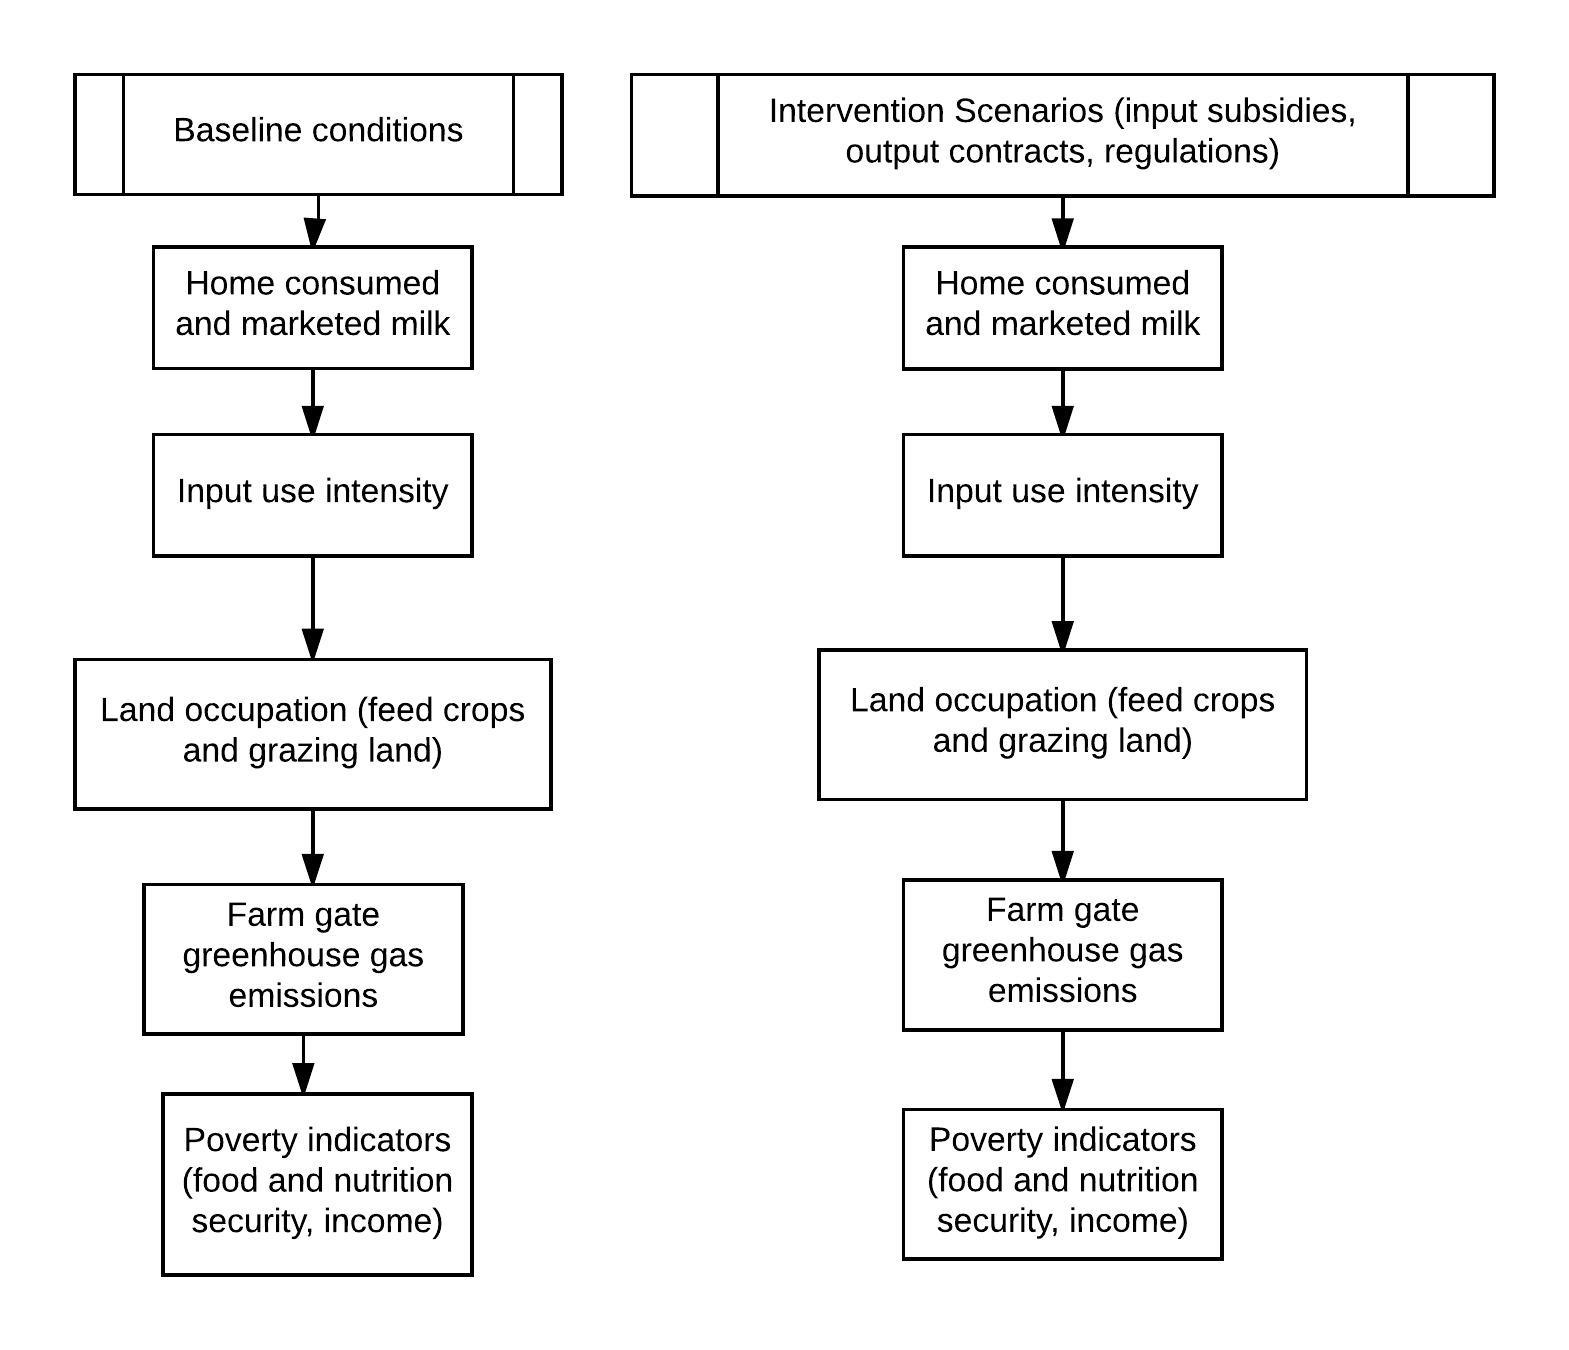 Baseline conditions
Home consumed
and marketed milk
Input use intensity
Land occupation (feed crops
and grazing land)
Farm gate
greenhouse gas
emissions
Poverty indicators
(food and nutrition
security, income)
Intervention Scenarios (input subsidies,
output contracts, regulations)
Home consumed
and marketed milk
Input use intensity
Land occupation (feed crops
and grazing land)
Farm gate
greenhouse gas
emissions
Poverty indicators
(food and nutrition
security, income)